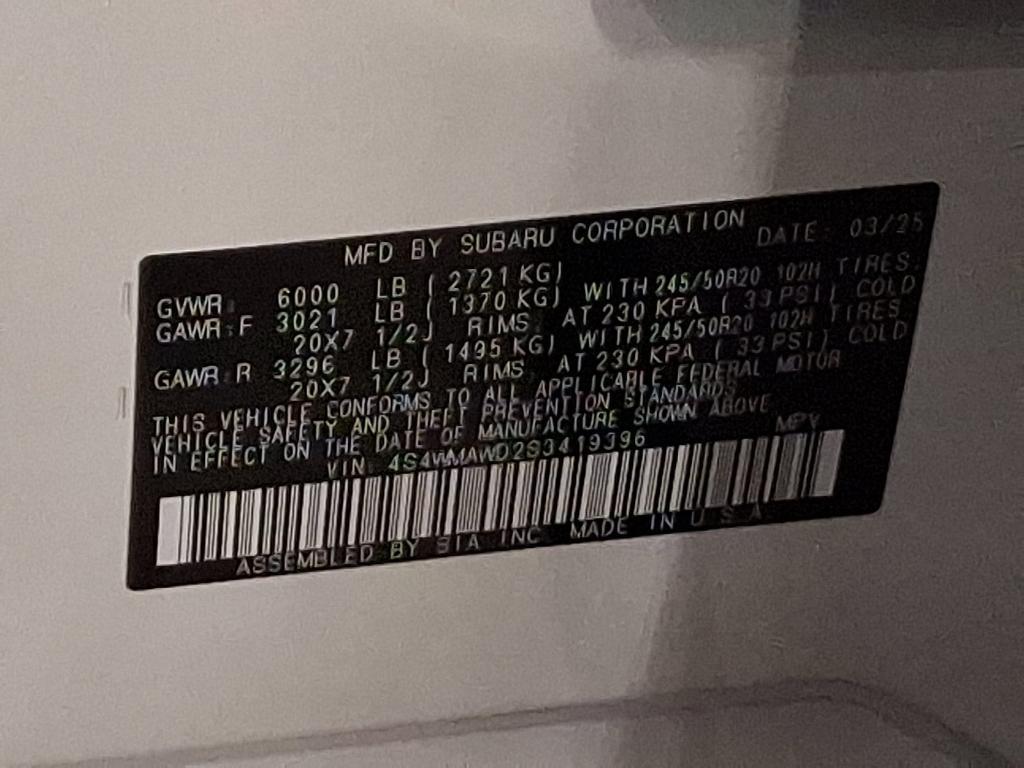 MFD BY SUBARU CORPORATION DATE: 03/25
GVWR: 6000 LB ( 2721 KG)
GAWR:F 3021 LB ( 1370 KG) WITH 245/50R20 102H TIRES.
20X7 1/2J RIMS. AT 230 KPA ( 33 PSI) COLD
GAWR:R 3296 LB ( 1495 KG) WITH 245/50R20 102H TIRES
20X7 1/2J RIMS AT 230 KPA ( 33 PSI) COLD
THIS VEHICLE CONFORMS TO ALL APPLICABLE FEDERAL MOTOR
VEHICLE SAFETY AND THEFT PREVENTION STANDARDS
IN EFFECT ON THE DATE OF MANUFACTURE SHOWN ABOVE
VIN: 4S4WMAWD2S3419396 MPV
ASSEMBLED BY SIA INC. MADE IN U S A